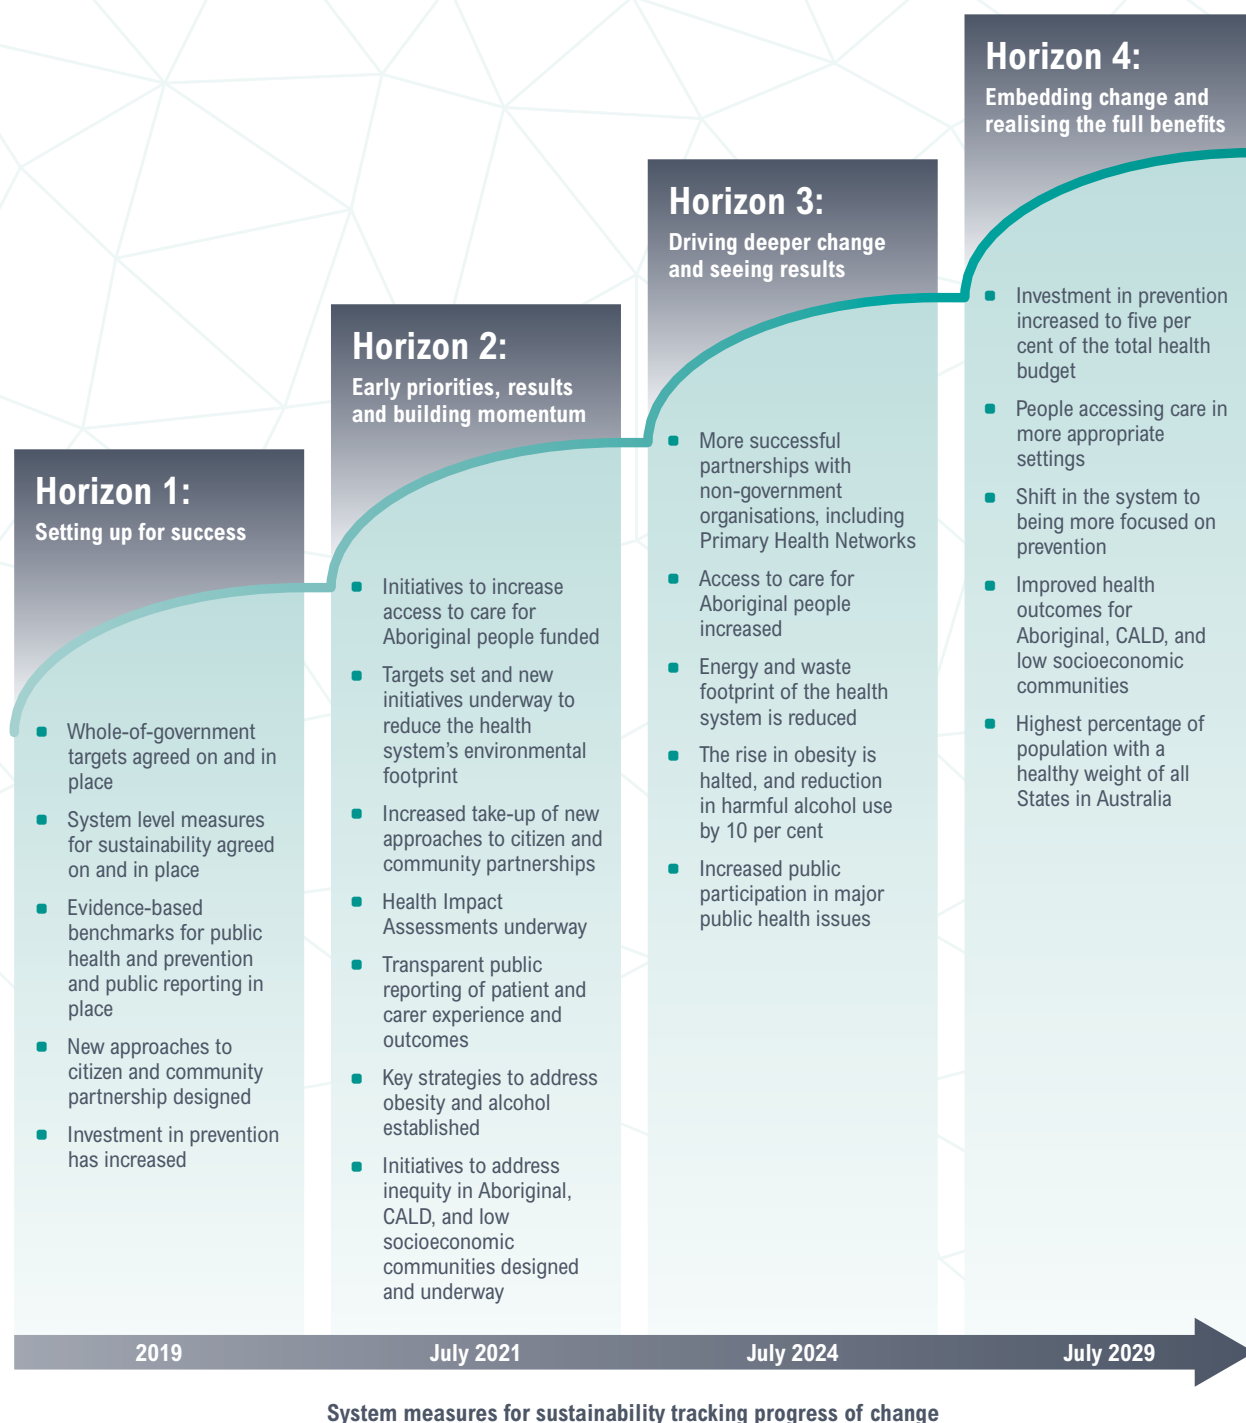 Horizon 1:
Setting up for success
Whole-of-government
targets agreed on and in
place
System level measures
for sustainability agreed
on and in place
Evidence-based
benchmarks for public
health and prevention
and public reporting in
place
New approaches to
citizen and community
partnership designed
Investment in prevention
has increased
2019
Horizon 2:
Early priorities, results
and building momentum
Initiatives to increase
access to care for
Aboriginal people funded
Targets set and new
initiatives underway to
reduce the health
system's environmental
footprint
Increased take-up of new
approaches to citizen and
community partnerships
Health Impact
Assessments underway
Transparent public
reporting of patient and
carer experience and
outcomes
Key strategies to address
obesity and alcohol
established
Initiatives to address
inequity in Aboriginal,
CALD, and low
socioeconomic
communities designed
and underway
July 2021
Horizon 3:
Driving deeper change
and seeing results
More successful
partnerships with
non-government
organisations, including
Primary Health Networks
Access to care for
Aboriginal people
increased
Energy and waste
footprint of the health
system is reduced
The rise in obesity is
halted, and reduction
in harmful alcohol use
by 10 per cent
Increased public
participation in major
public health issues
July 2024
Horizon 4:
Embedding change and
realising the full benefits
Investment in prevention
increased to five per
cent of the total health
budget
People accessing care in
more appropriate
settings
Shift in the system to
being more focused on
prevention
Improved health
outcomes for
Aboriginal, CALD, and
low socioeconomic
communities
Highest percentage of
population with a
healthy weight of all
States in Australia
July 2029
System measures for sustainability tracking progress of change